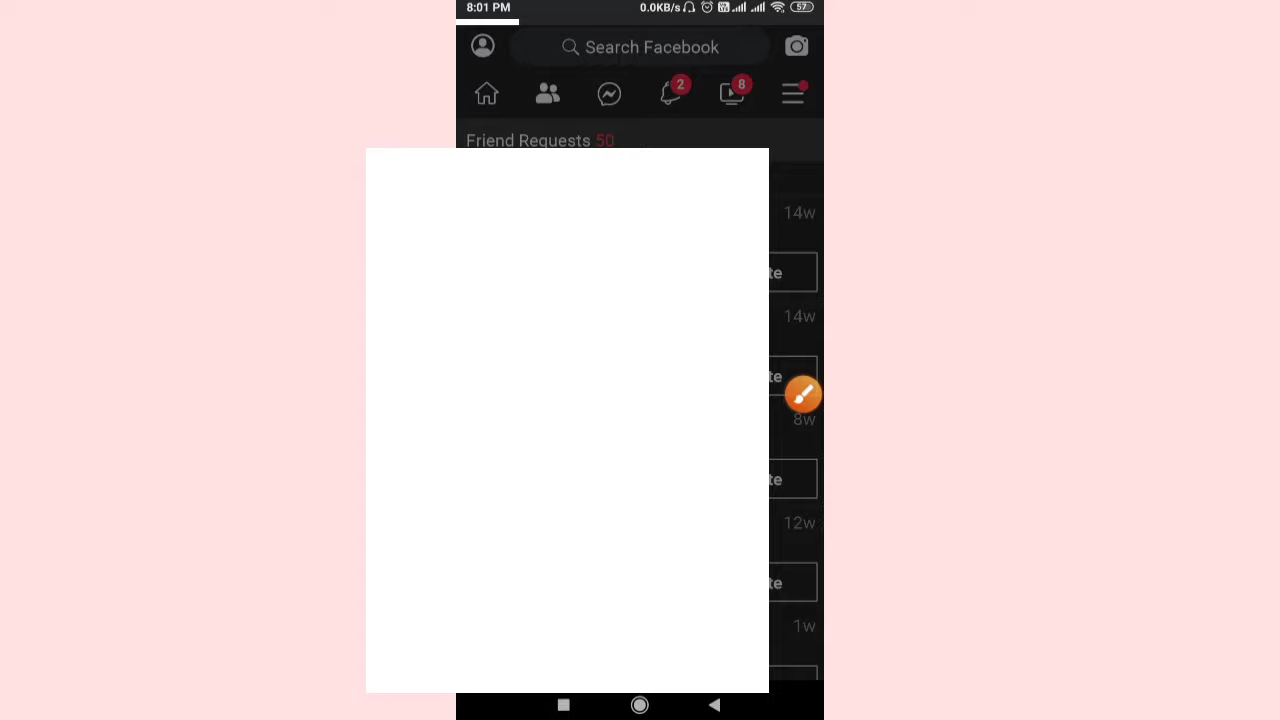 8:01 PM 0.0KB/s 57
Search Facebook
2 8
Friend Requests 50
14w
te
14w
te
8w
te
12w
te
1w